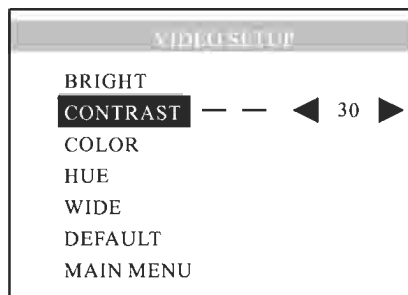 VIDEO SETUP
BRIGHT
CONTRAST — — ◀ 30 ▶
COLOR
HUE
WIDE
DEFAULT
MAIN MENU